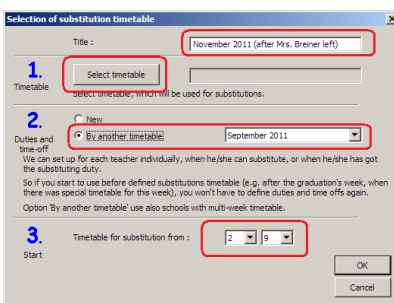 Selection of substitution timetable
Title :
November 2011 (after Mrs. Breiner left)
1.
Timetable
Select timetable
Select timetable, which will be used for substitutions.
2.
Duties and
time-off
New
By another timetable
September 2011
We can set up for each teacher individually, when he/she can substitute, or when he/she has got
the substituting duty.
So if you start to use before defined substitutions timetable (e.g. after the graduation's week, when
there was special timetable for this week), you won't have to define duties and time offs again.
Option 'By another timetable' use also schools with multi-week timetable.
3.
Start
Timetable for substitution from :
2
9
OK
Cancel